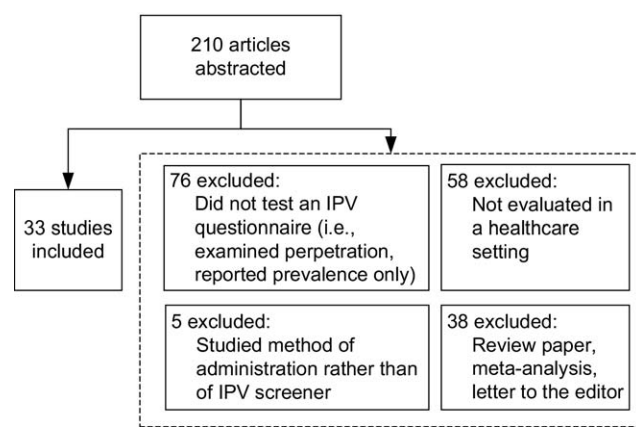 210 articles
abstracted
33 studies
included
76 excluded:
Did not test an IPV
questionnaire (i.e.,
examined perpetration,
reported prevalence only)
58 excluded:
Not evaluated in
a healthcare
setting
5 excluded:
Studied method of
administration rather than
of IPV screener
38 excluded:
Review paper,
meta-analysis,
letter to the editor